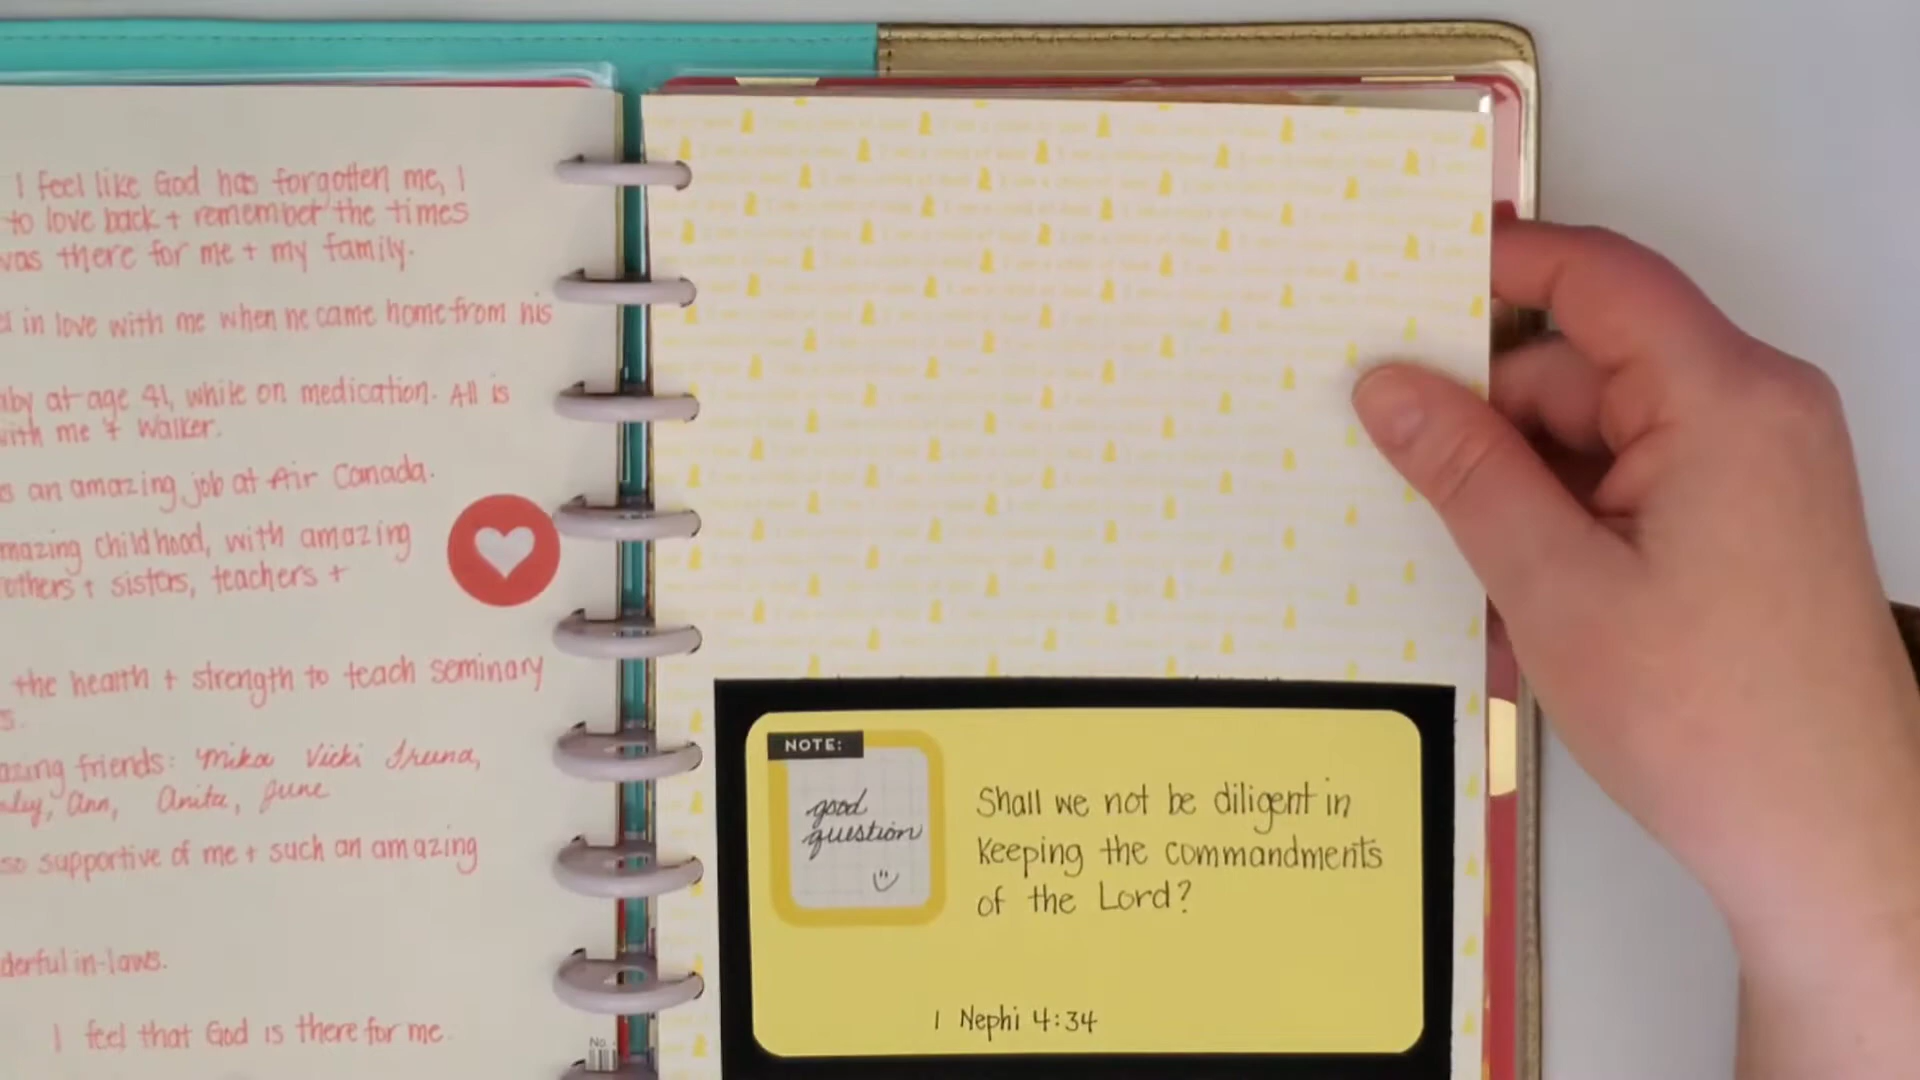 I feel like God has forgotten me, I
to love back + remember the times
was there for me + my family.
in love with me when he came home from his
at age 41, while on medication. All is
with me + Walker.
an amazing job at Air Canada.
childhood, with amazing
+ sisters, teachers +
the health + strength to teach seminary
friends: Mika Vicki
Ann, Anita, June
so supportive of me + such an amazing
in-laws.
I feel that God is there for me.
No.
NOTE:
good
question
Shall we not be diligent in
keeping the commandments
of the Lord?
1 Nephi 4:34